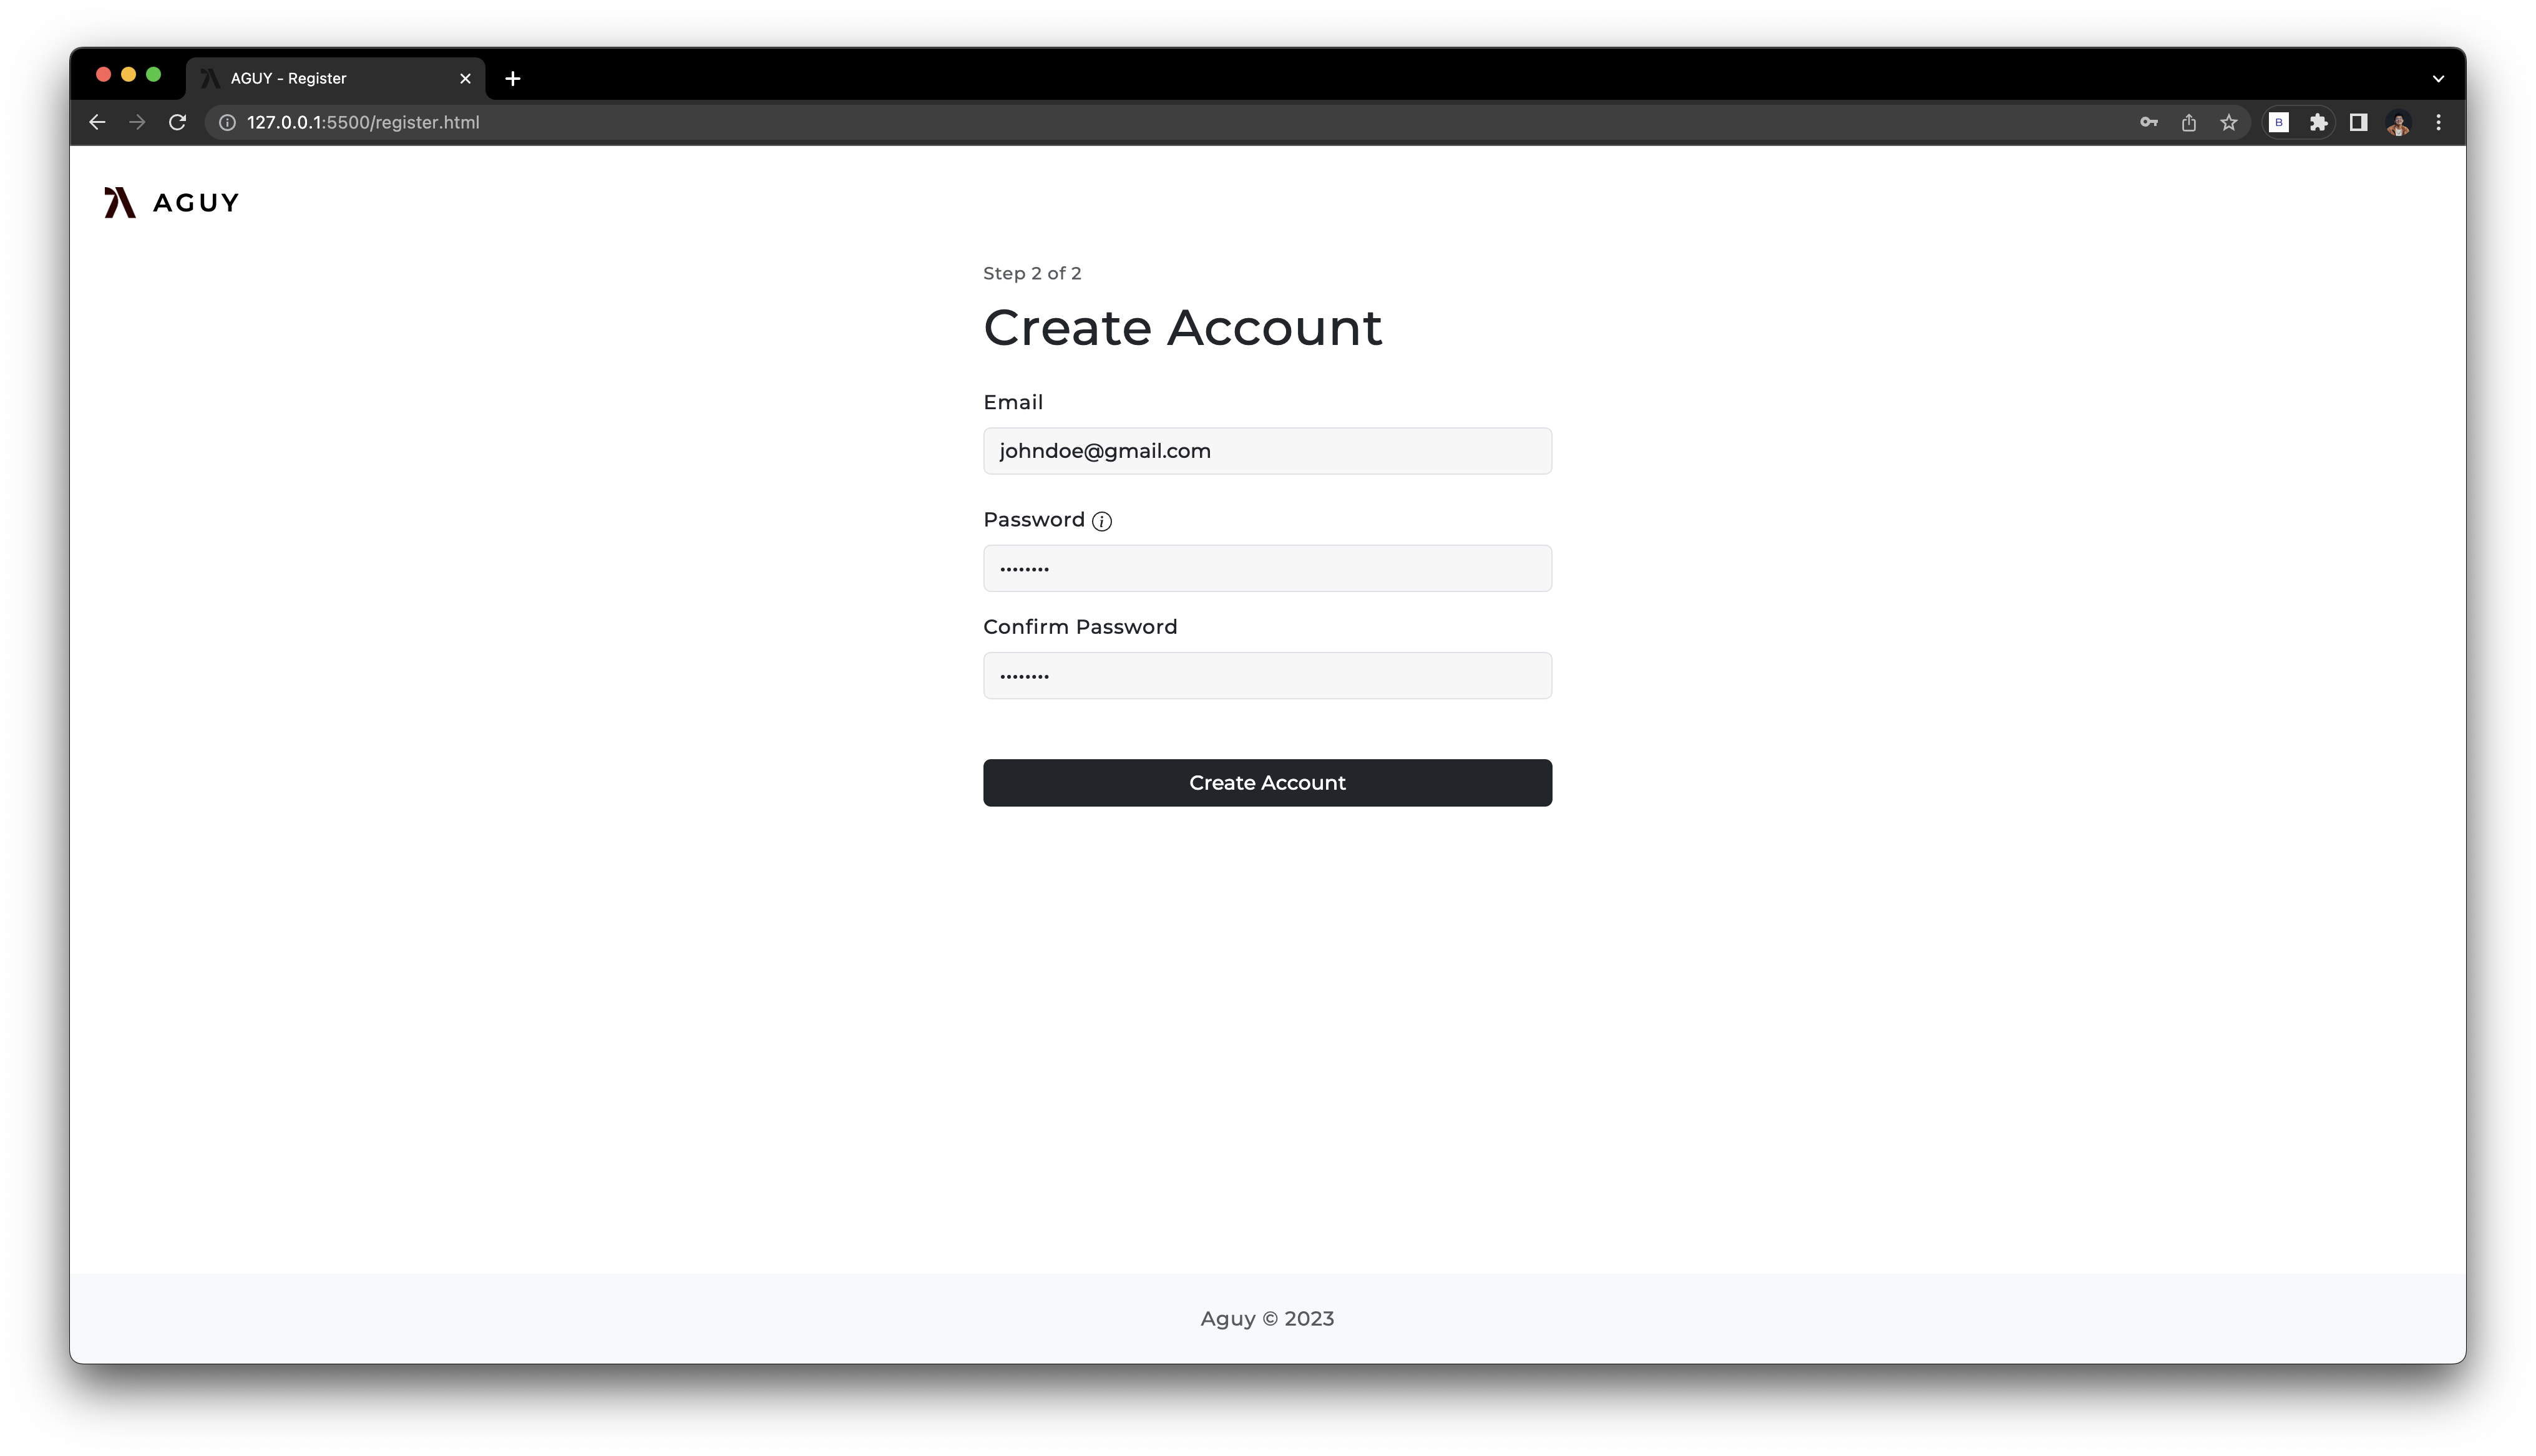 AGUY - Register
127.0.0.1:5500/register.html
B
AGUY
Step 2 of 2
Create Account
Email
johndoe@gmail.com
Password
••••••••
Confirm Password
••••••••
Create Account
Aguy © 2023